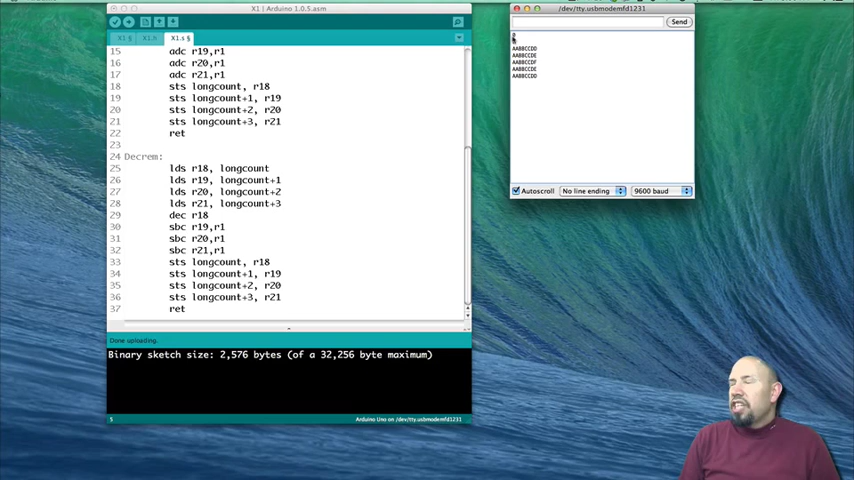 X1 | Arduino 1.0.5.asm
X1 §
X1.h
X1.s §
15 adc r19,r1
16 adc r20,r1
17 adc r21,r1
18 sts longcount, r18
19 sts longcount+1, r19
20 sts longcount+2, r20
21 sts longcount+3, r21
22 ret
23
24 Decrem:
25 lds r18, longcount
26 lds r19, longcount+1
27 lds r20, longcount+2
28 lds r21, longcount+3
29 dec r18
30 sbc r19,r1
31 sbc r20,r1
32 sbc r21,r1
33 sts longcount, r18
34 sts longcount+1, r19
35 sts longcount+2, r20
36 sts longcount+3, r21
37 ret
Done uploading.
Binary sketch size: 2,576 bytes (of a 32,256 byte maximum)
5
Arduino Uno on /dev/tty.usbmodemfd1231
/dev/tty.usbmodemfd1231
Send
0
AABBCCDD
AABBCCDE
AABBCCDF
AABBCCDE
AABBCCDD
Autoscroll
No line ending
9600 baud